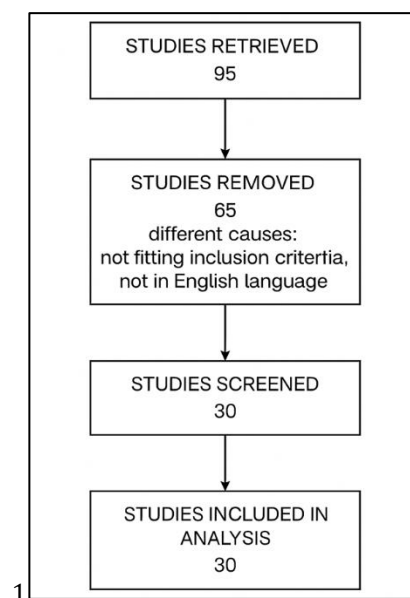 STUDIES RETRIEVED
95
STUDIES REMOVED
65
different causes:
not fitting inclusion critertia,
not in English language
STUDIES SCREENED
30
STUDIES INCLUDED IN
ANALYSIS
30
1